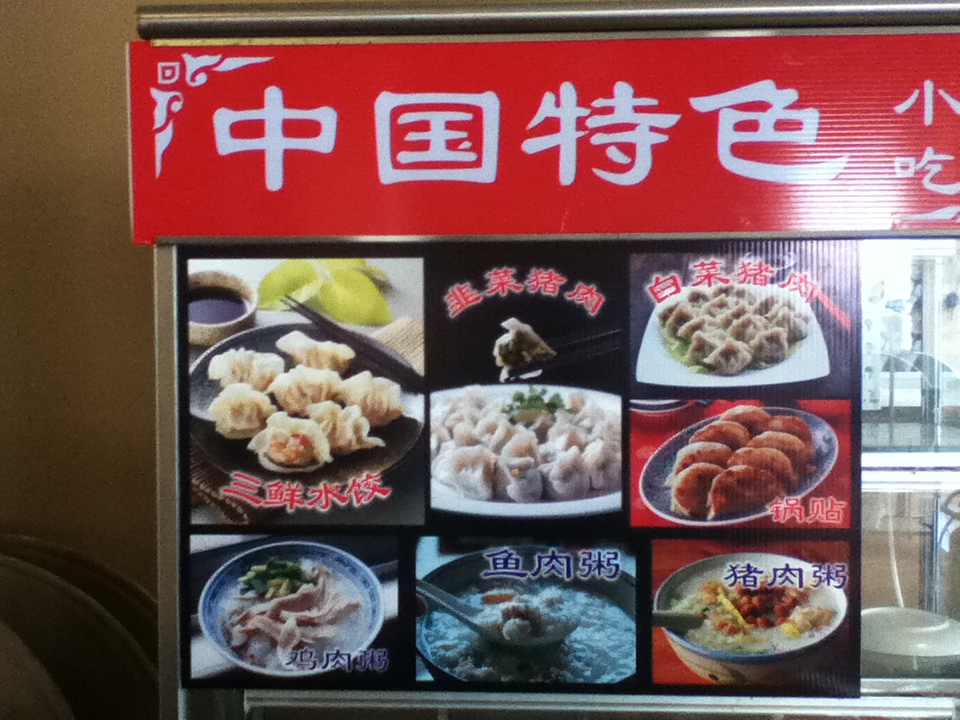 中国特色
小吃
三鲜水饺
韭菜猪肉
白菜猪肉
锅贴
鸡肉粥
鱼肉粥
猪肉粥